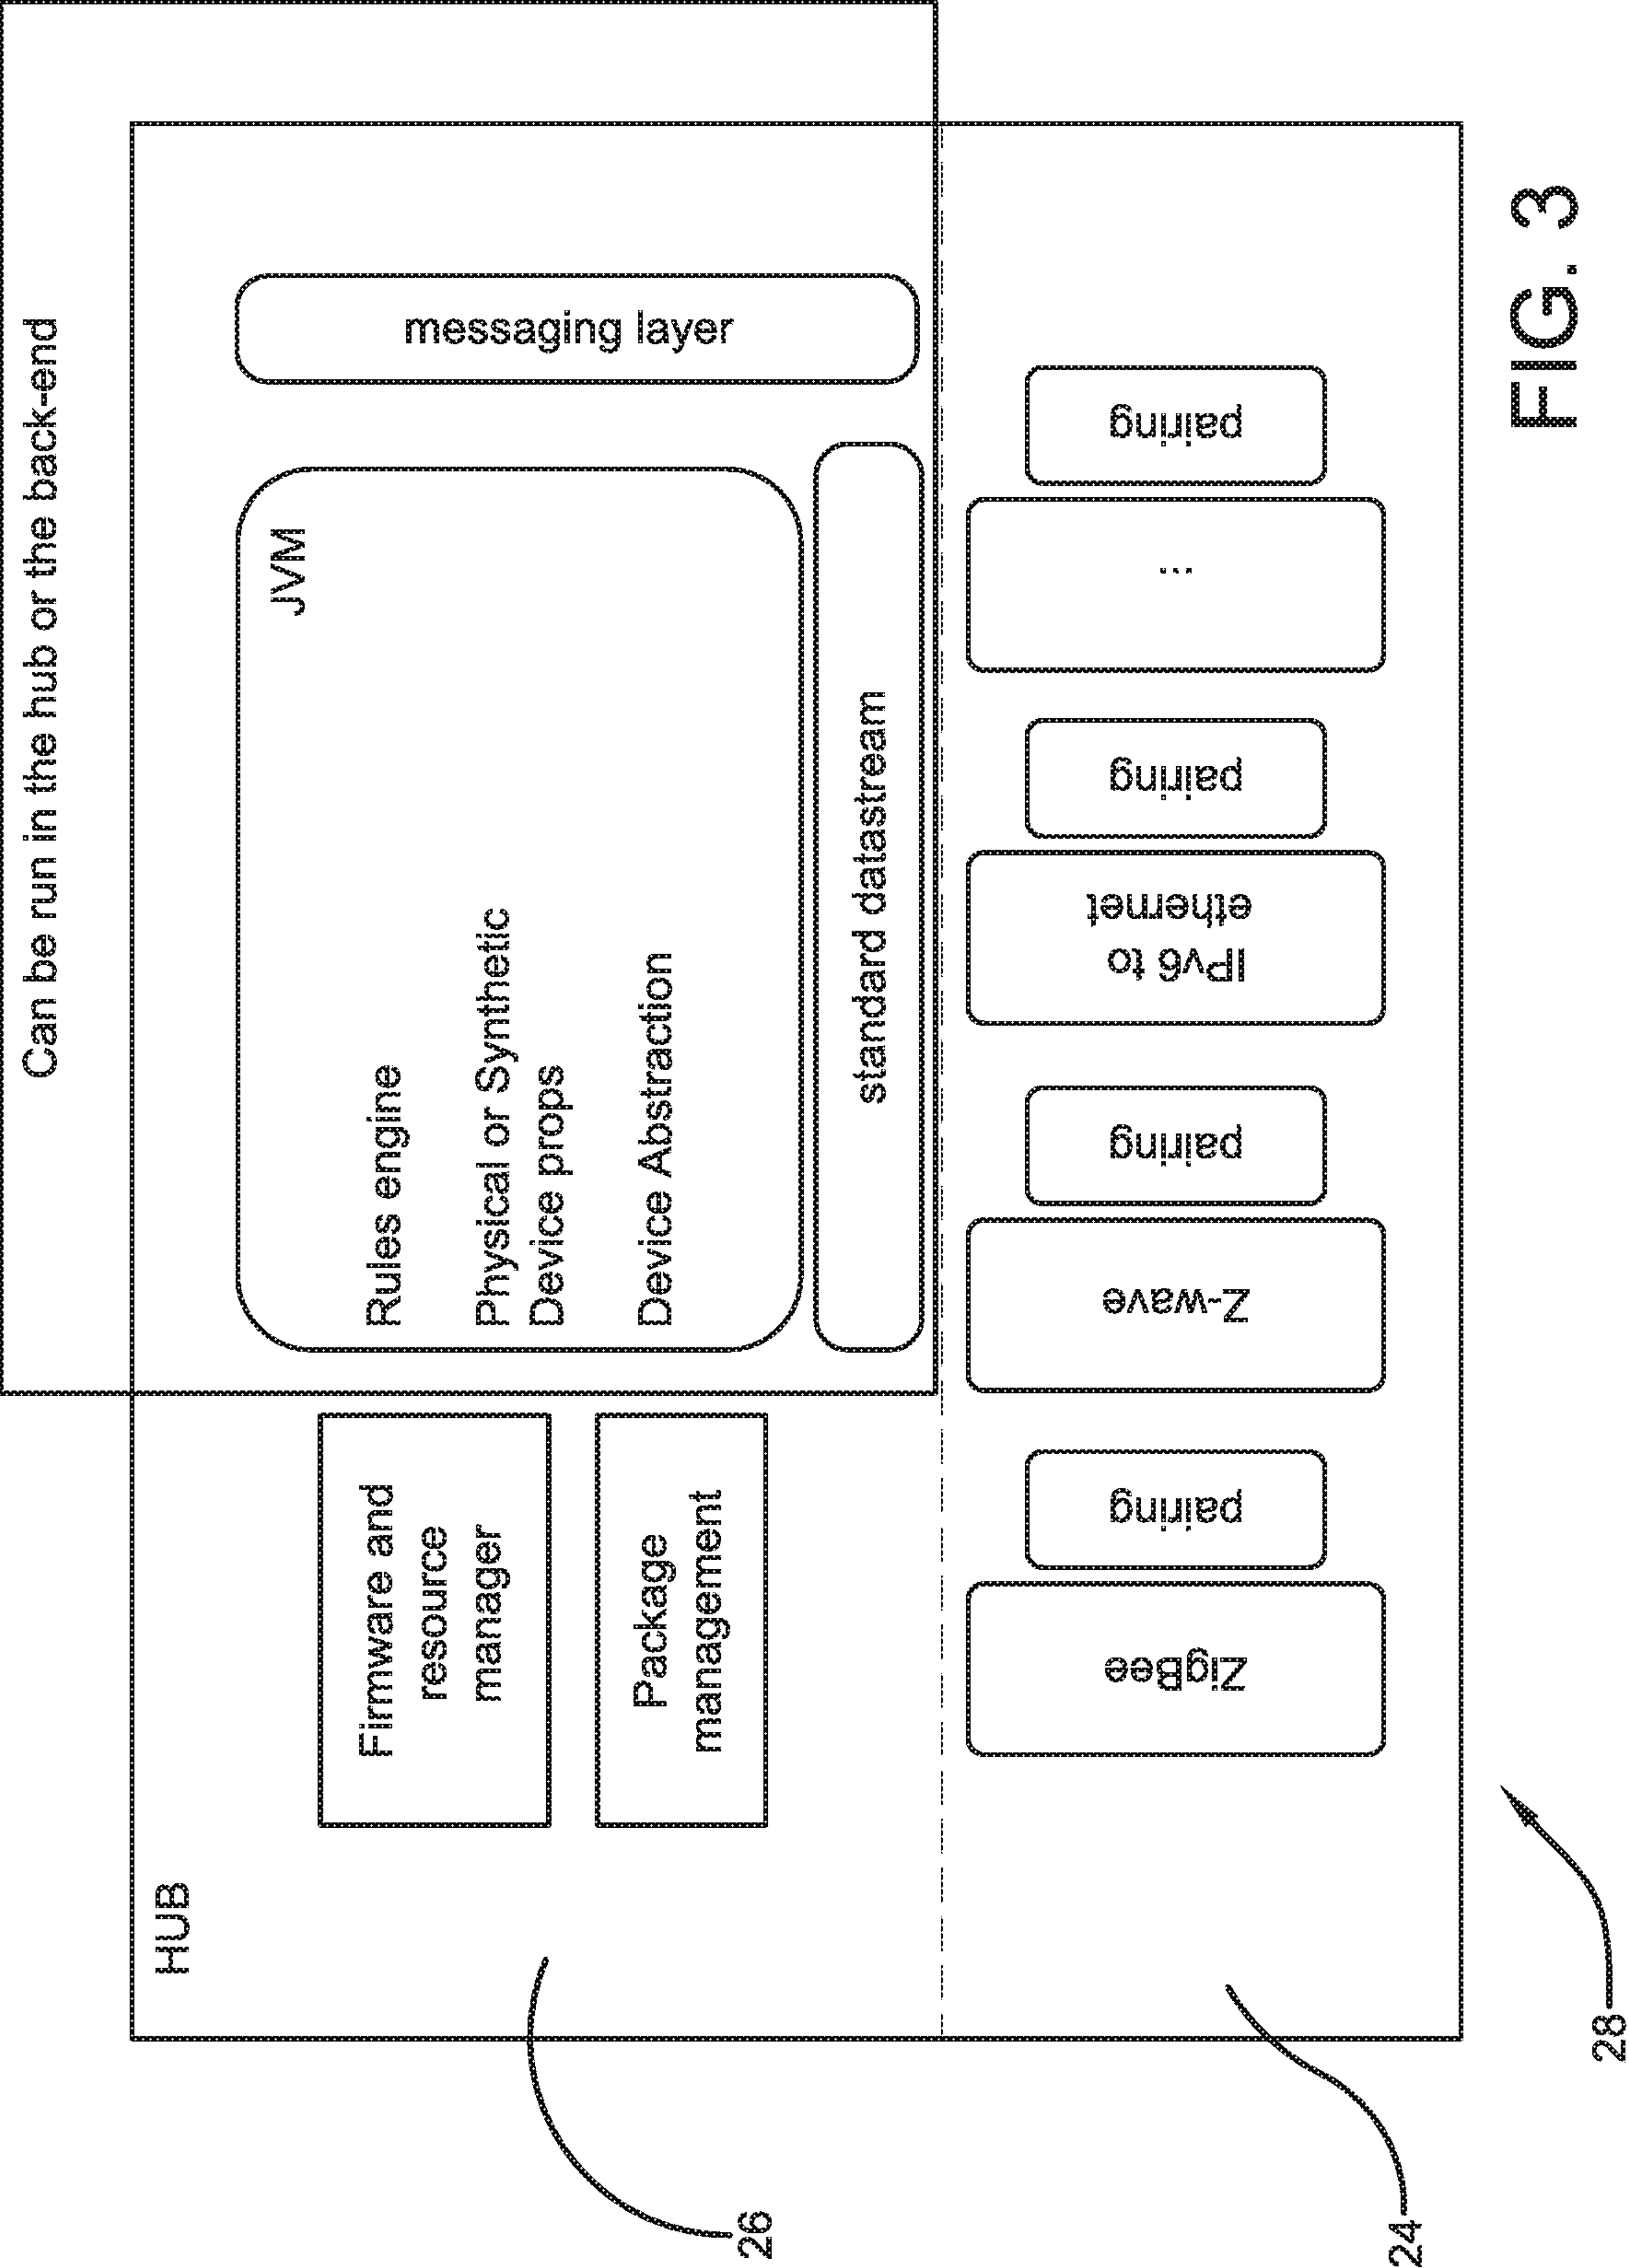 Can be run in the hub or the back-end
HUB
Firmware and
resource
manager
Package
management
JVM
Rules engine
Physical or Synthetic
Device props
Device Abstraction
messaging layer
standard datastream
ZigBee
pairing
Z-wave
pairing
IPv6 to
ethernet
pairing
...
pairing
26
24
28
FIG. 3